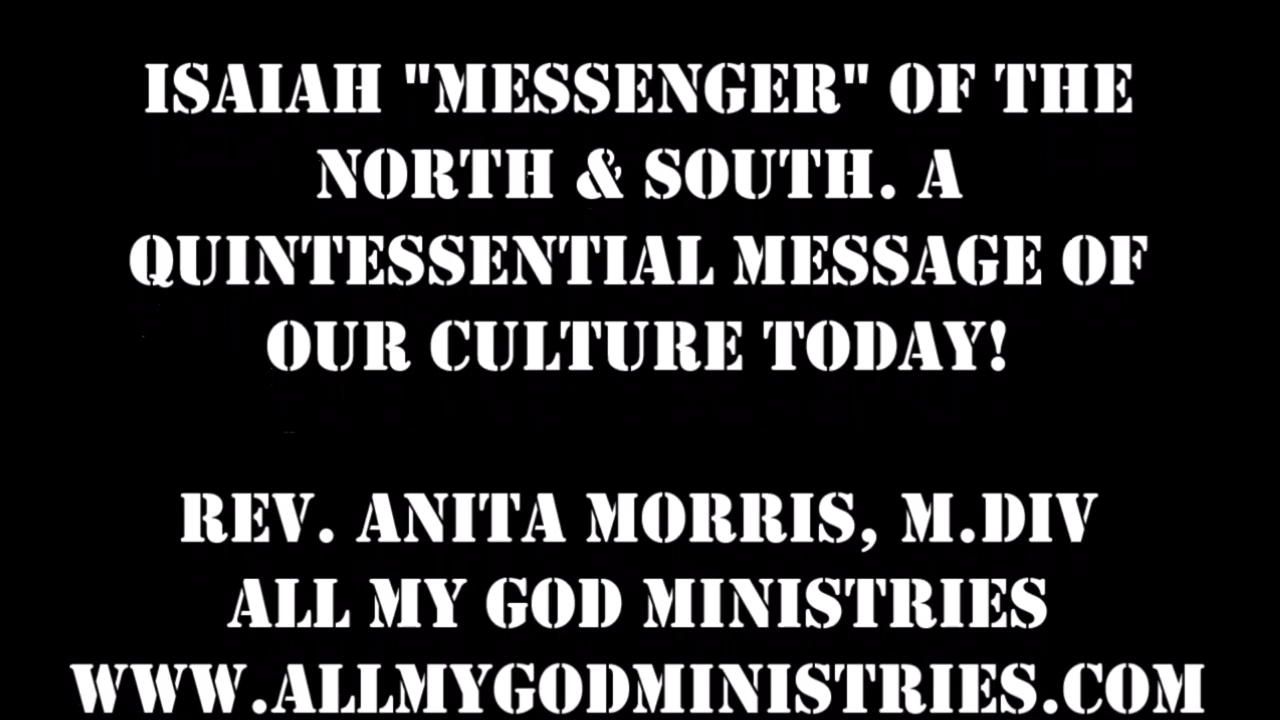 ISAIAH "MESSENGER" OF THE
NORTH & SOUTH. A
QUINTESSENTIAL MESSAGE OF
OUR CULTURE TODAY!
REV. ANITA MORRIS, M.DIV
ALL MY GOD MINISTRIES
WWW.ALLMYGODMINISTRIES.COM